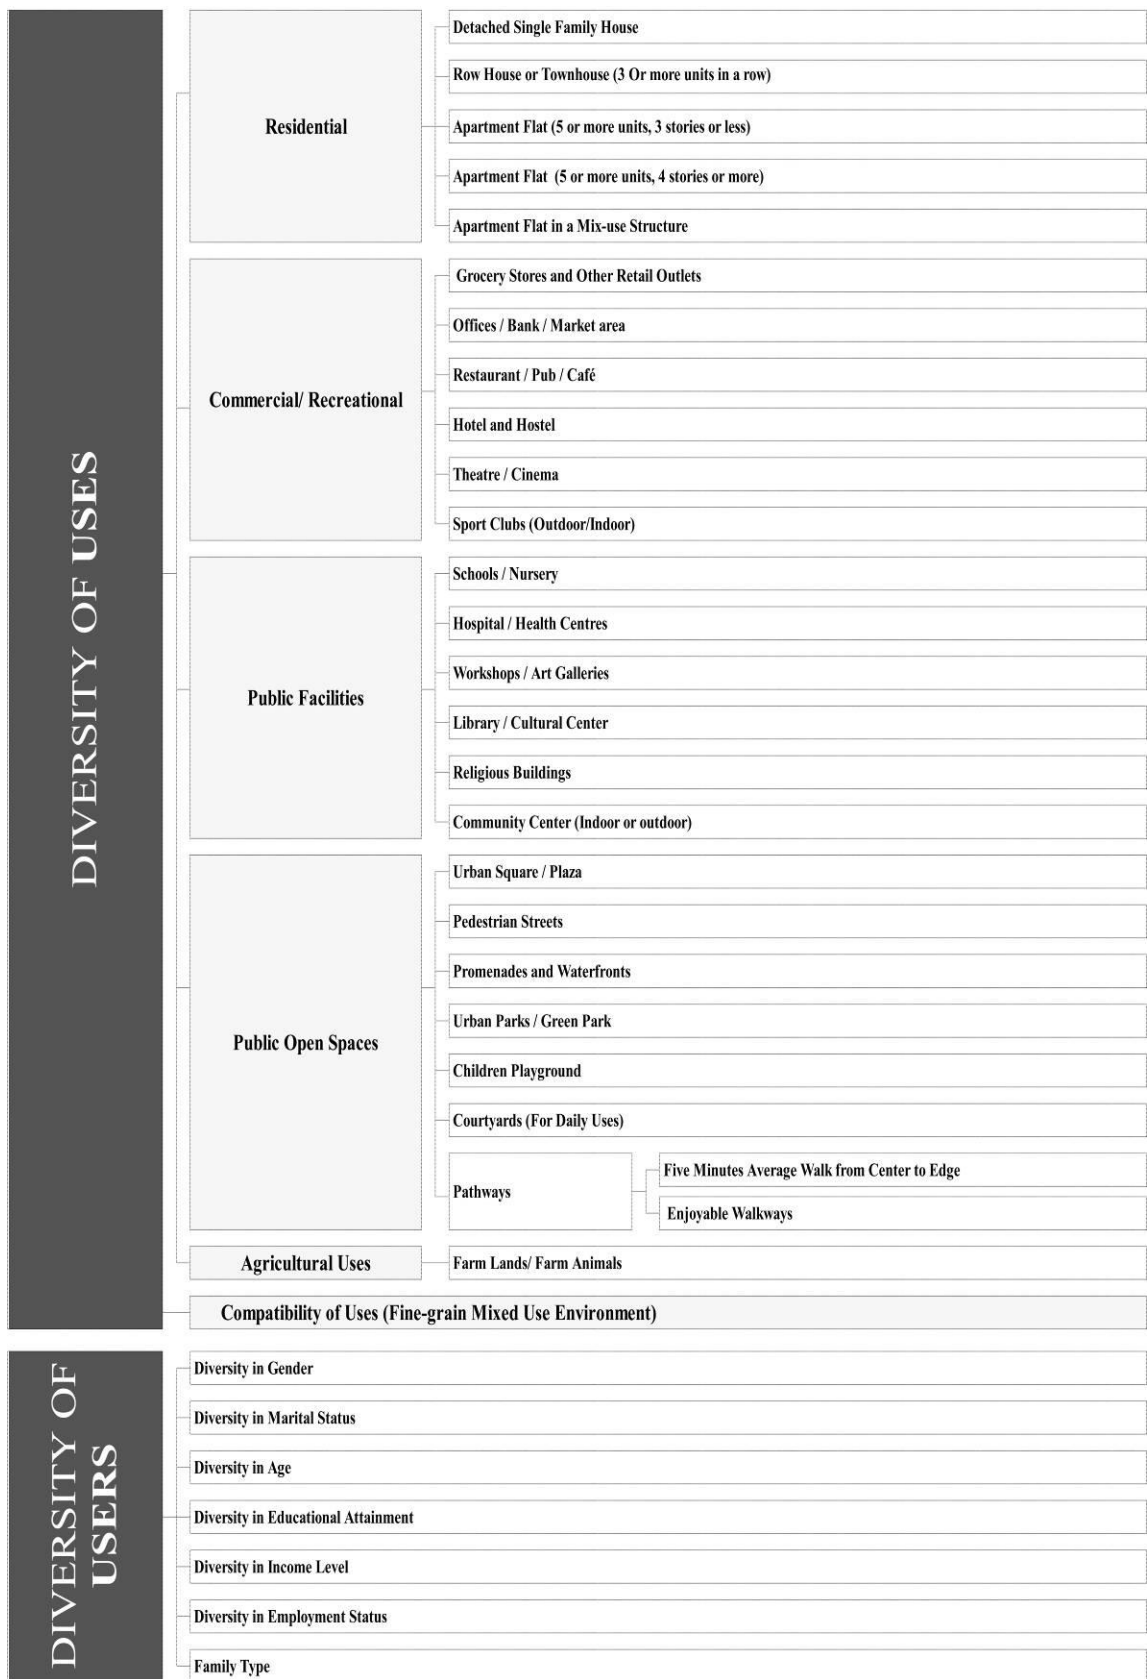 DIVERSITY OF USES
Residential
Detached Single Family House
Row House or Townhouse (3 Or more units in a row)
Apartment Flat (5 or more units, 3 stories or less)
Apartment Flat (5 or more units, 4 stories or more)
Apartment Flat in a Mix-use Structure
Commercial/ Recreational
Grocery Stores and Other Retail Outlets
Offices / Bank / Market area
Restaurant / Pub / Café
Hotel and Hostel
Theatre / Cinema
Sport Clubs (Outdoor/Indoor)
Public Facilities
Schools / Nursery
Hospital / Health Centres
Workshops / Art Galleries
Library / Cultural Center
Religious Buildings
Community Center (Indoor or outdoor)
Public Open Spaces
Urban Square / Plaza
Pedestrian Streets
Promenades and Waterfronts
Urban Parks / Green Park
Children Playground
Courtyards (For Daily Uses)
Pathways
Five Minutes Average Walk from Center to Edge
Enjoyable Walkways
Agricultural Uses
Farm Lands/ Farm Animals
Compatibility of Uses (Fine-grain Mixed Use Environment)
DIVERSITY OF
USERS
Diversity in Gender
Diversity in Marital Status
Diversity in Age
Diversity in Educational Attainment
Diversity in Income Level
Diversity in Employment Status
Family Type